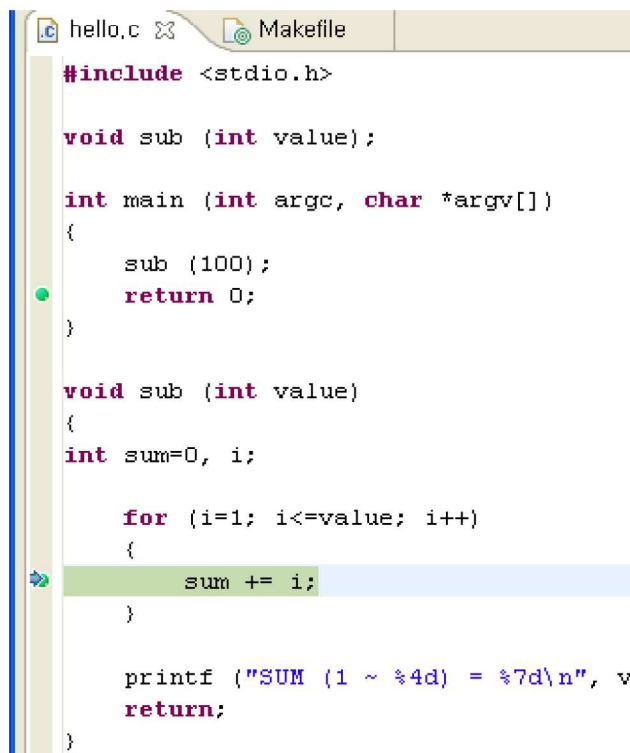 hello.c Makefile
#include <stdio.h>
void sub (int value);
int main (int argc, char *argv[])
{
sub (100);
return 0;
}
void sub (int value)
{
int sum=0, i;
for (i=1; i<=value; i++)
{
sum += i;
}
printf ("SUM (1 ~ %4d) = %7d\n", v
return;
}